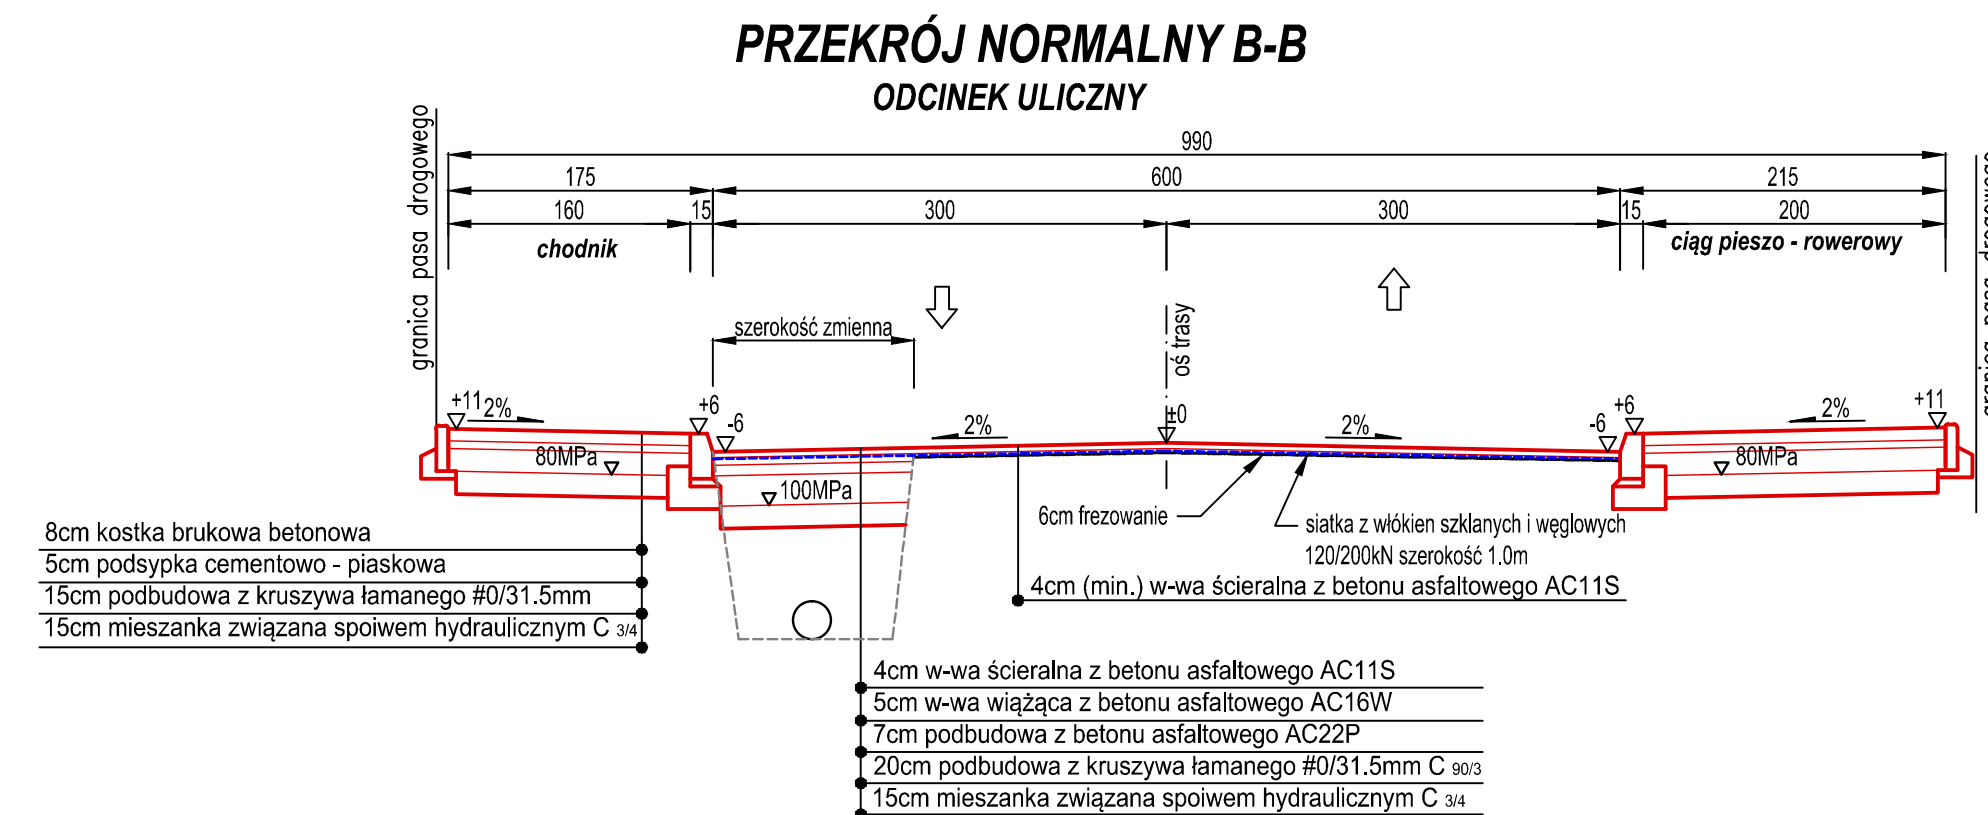 PRZEKRÓJ NORMALNY B-B
ODCINEK ULICZNY
granica pasa drogowego
990
175
600
215
160
15
300
300
15
200
chodnik
ciąg pieszo - rowerowy
szerokość zmienna
oś trasy
granica pasa drogowego
+11
2%
+6
-6
2%
±0
2%
-6
+6
2%
+11
80MPa
100MPa
80MPa
6cm frezowanie
siatka z włókien szklanych i węglowych
120/200kN szerokość 1.0m
4cm (min.) w-wa ścieralna z betonu asfaltowego AC11S
8cm kostka brukowa betonowa
5cm podsypka cementowo - piaskowa
15cm podbudowa z kruszywa łamanego #0/31.5mm
15cm mieszanka związana spoiwem hydraulicznym C 3/4
4cm w-wa ścieralna z betonu asfaltowego AC11S
5cm w-wa wiążąca z betonu asfaltowego AC16W
7cm podbudowa z betonu asfaltowego AC22P
20cm podbudowa z kruszywa łamanego #0/31.5mm C 90/3
15cm mieszanka związana spoiwem hydraulicznym C 3/4